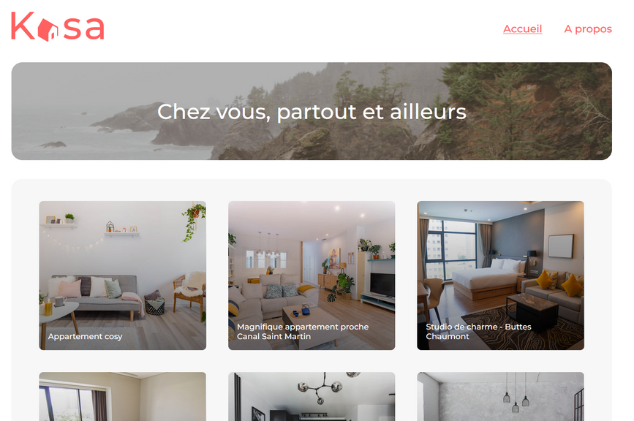 Kasa
Accueil
A propos
Chez vous, partout et ailleurs
Appartement cosy
Magnifique appartement proche
Canal Saint Martin
Studio de charme - Buttes
Chaumont